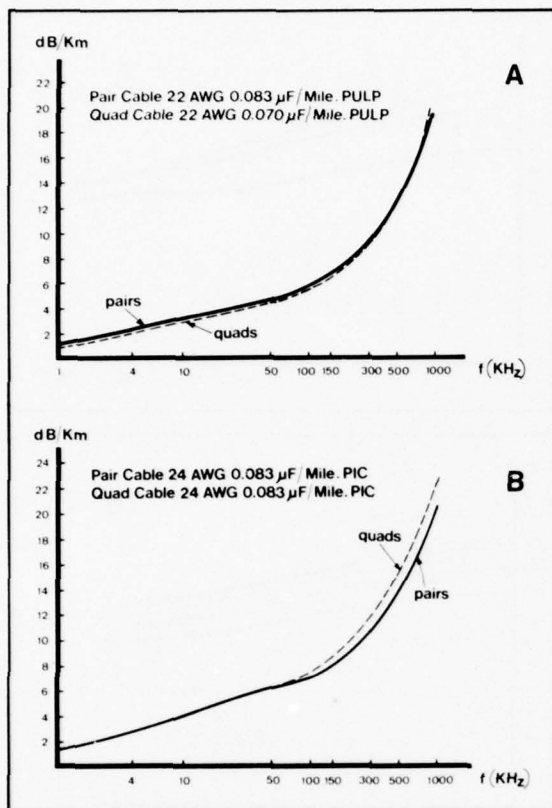 dB/Km
A
Pair Cable 22 AWG 0.083 µF/Mile. PULP
Quad Cable 22 AWG 0.070 µF/Mile. PULP
22
20
18
16
14
12
10
8
6
4
2
pairs
quads
1 4 10 50 100 150 300 500 1000 f (KHz)
dB/Km
B
Pair Cable 24 AWG 0.083 µF/Mile. PIC
Quad Cable 24 AWG 0.083 µF/Mile. PIC
24
22
20
18
16
14
12
10
8
6
4
2
quads
pairs
4 10 50 100 150 300 500 1000 f (KHz)